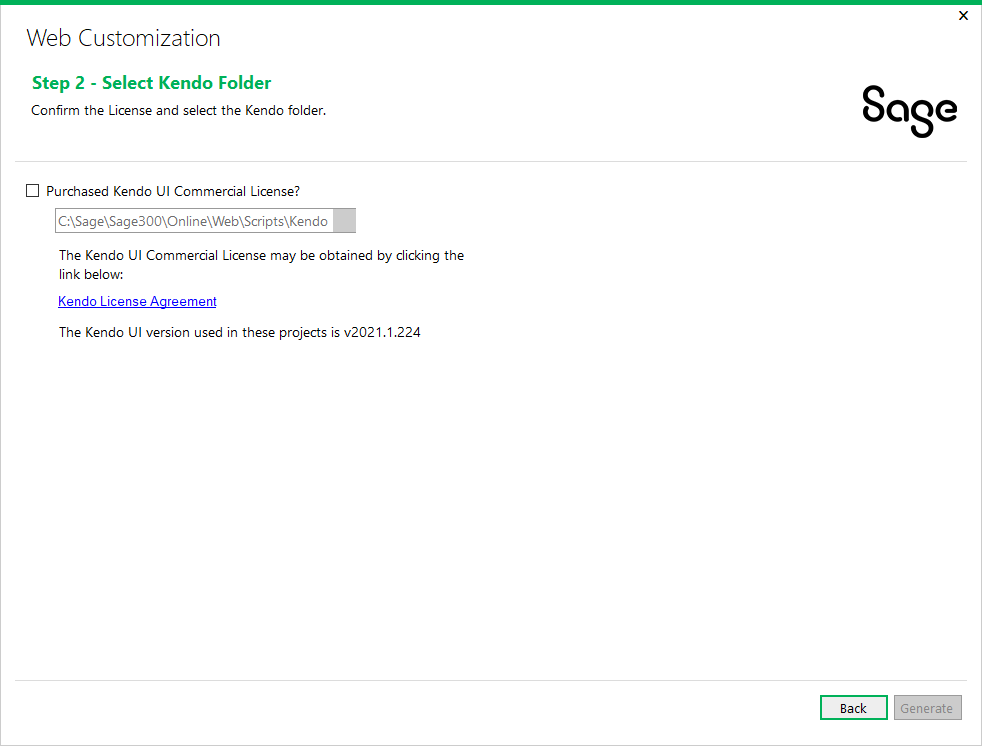 Web Customization
Step 2 - Select Kendo Folder
Confirm the License and select the Kendo folder.
Sage
Purchased Kendo UI Commercial License?
C:\Sage\Sage300\Online\Web\Scripts\Kendo
The Kendo UI Commercial License may be obtained by clicking the
link below:
Kendo License Agreement
The Kendo UI version used in these projects is v2021.1.224
Back
Generate